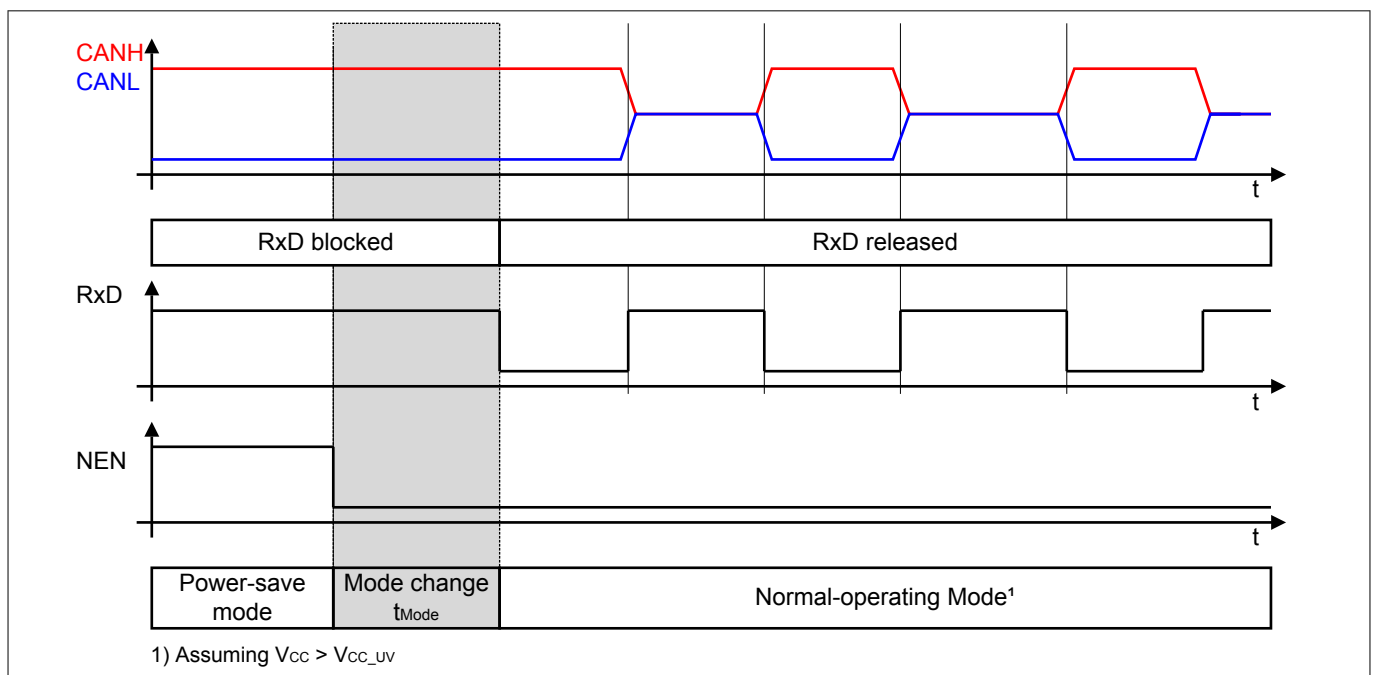 CANH
CANL
t
RxD blocked
RxD released
RxD
t
NEN
t
Power-save
mode
Mode change
tMode
Normal-operating Mode¹
1) Assuming VCC > VCC_UV